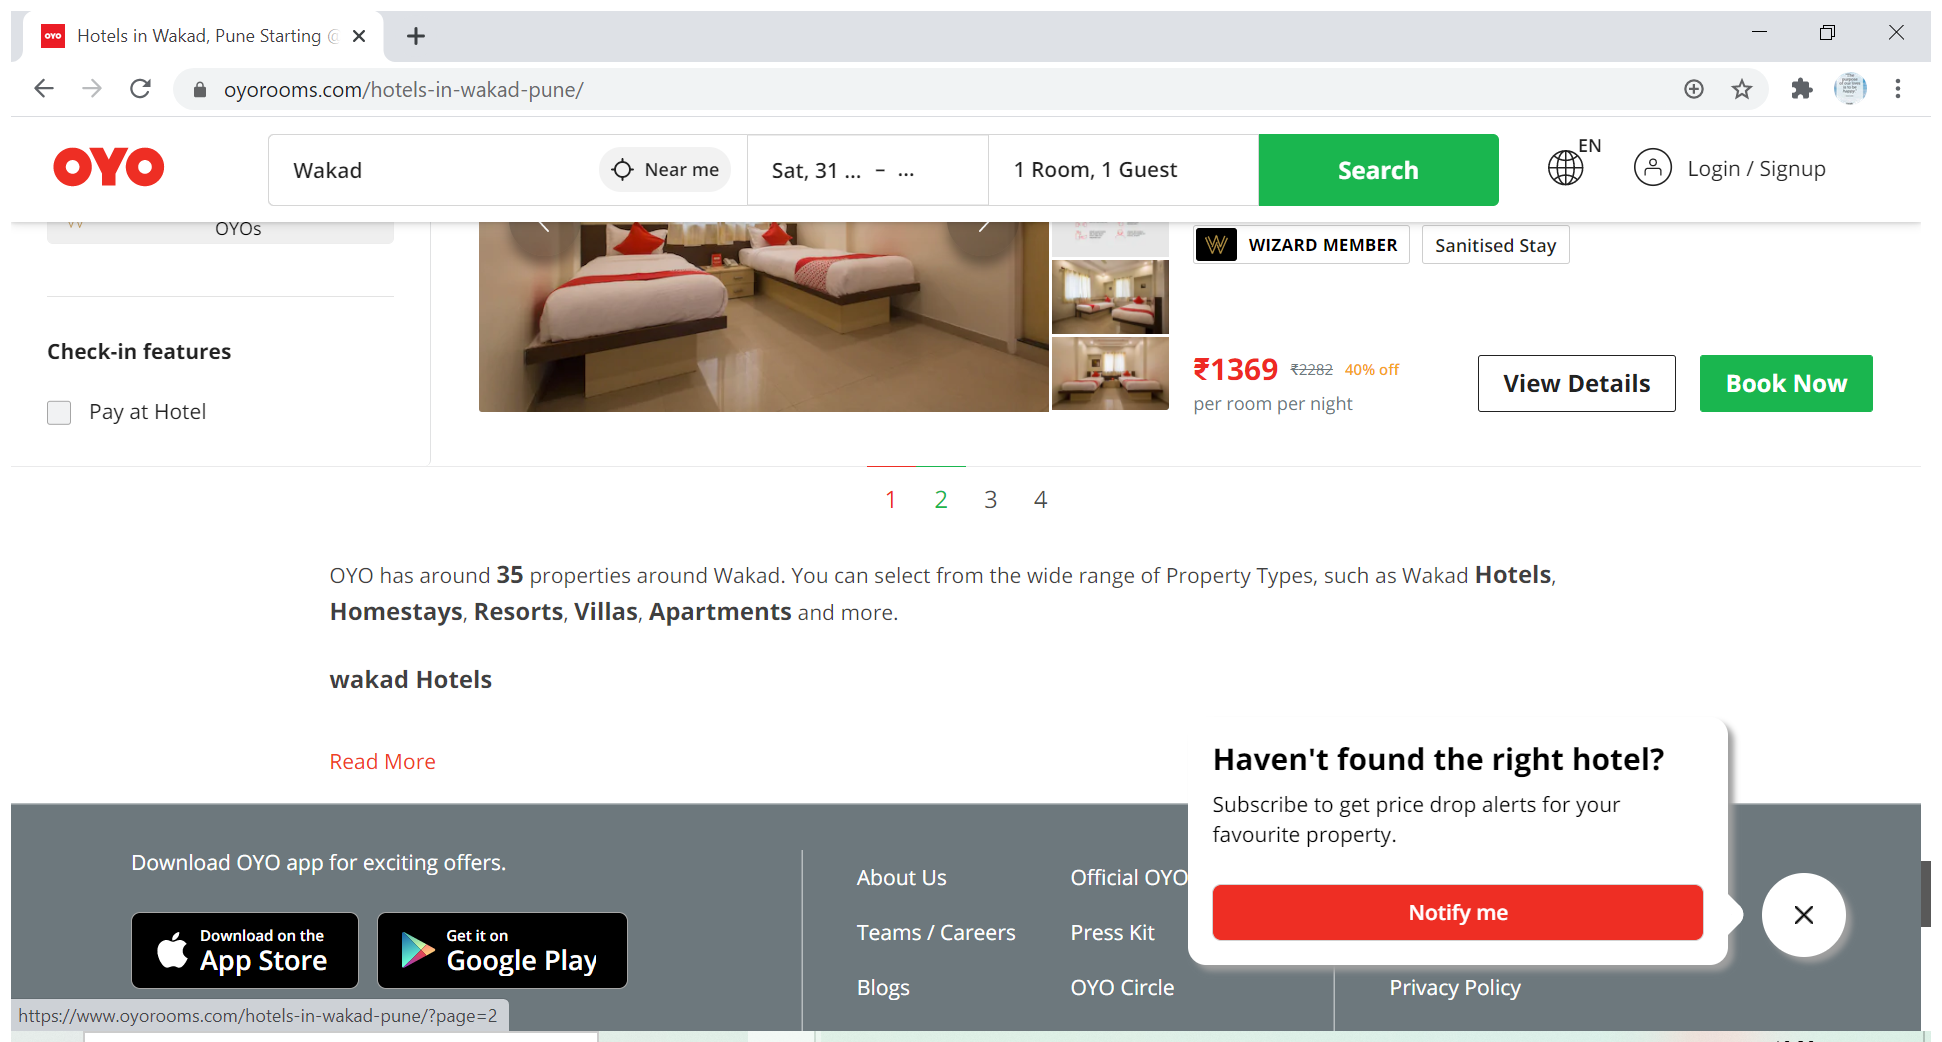 OYO Hotels in Wakad, Pune Starting @
oyorooms.com/hotels-in-wakad-pune/
OYO
Wakad Near me Sat, 31 ... – ... 1 Room, 1 Guest Search EN Login / Signup
OYOs
WIZARD MEMBER Sanitised Stay
Check-in features
Pay at Hotel
₹1369 ₹2282 40% off
per room per night
View Details Book Now
1 2 3 4
OYO has around 35 properties around Wakad. You can select from the wide range of Property Types, such as Wakad Hotels,
Homestays, Resorts, Villas, Apartments and more.
wakad Hotels
Read More
Haven't found the right hotel?
Subscribe to get price drop alerts for your
favourite property.
Notify me
Download OYO app for exciting offers.
Download on the
App Store
Get it on
Google Play
About Us
Teams / Careers
Blogs
Official OYO
Press Kit
OYO Circle
Privacy Policy
https://www.oyorooms.com/hotels-in-wakad-pune/?page=2